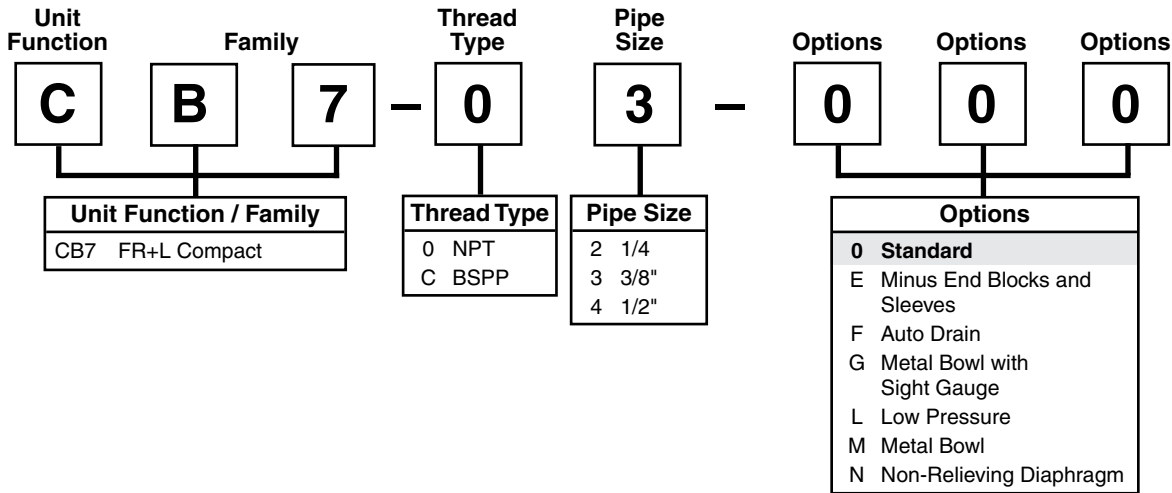 Unit
Function
Family
Thread
Type
Pipe
Size
Options
Options
Options
C B 7 – 0 3 – 0 0 0
Unit Function / Family
CB7 FR+L Compact
Thread Type
0 NPT
C BSPP
Pipe Size
2 1/4
3 3/8"
4 1/2"
Options
0 Standard
E Minus End Blocks and
Sleeves
F Auto Drain
G Metal Bowl with
Sight Gauge
L Low Pressure
M Metal Bowl
N Non-Relieving Diaphragm